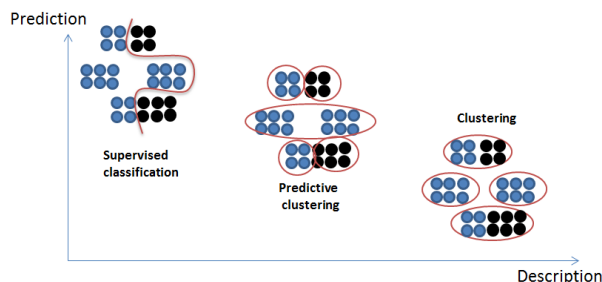 Prediction
Supervised
classification
Predictive
clustering
Clustering
Description